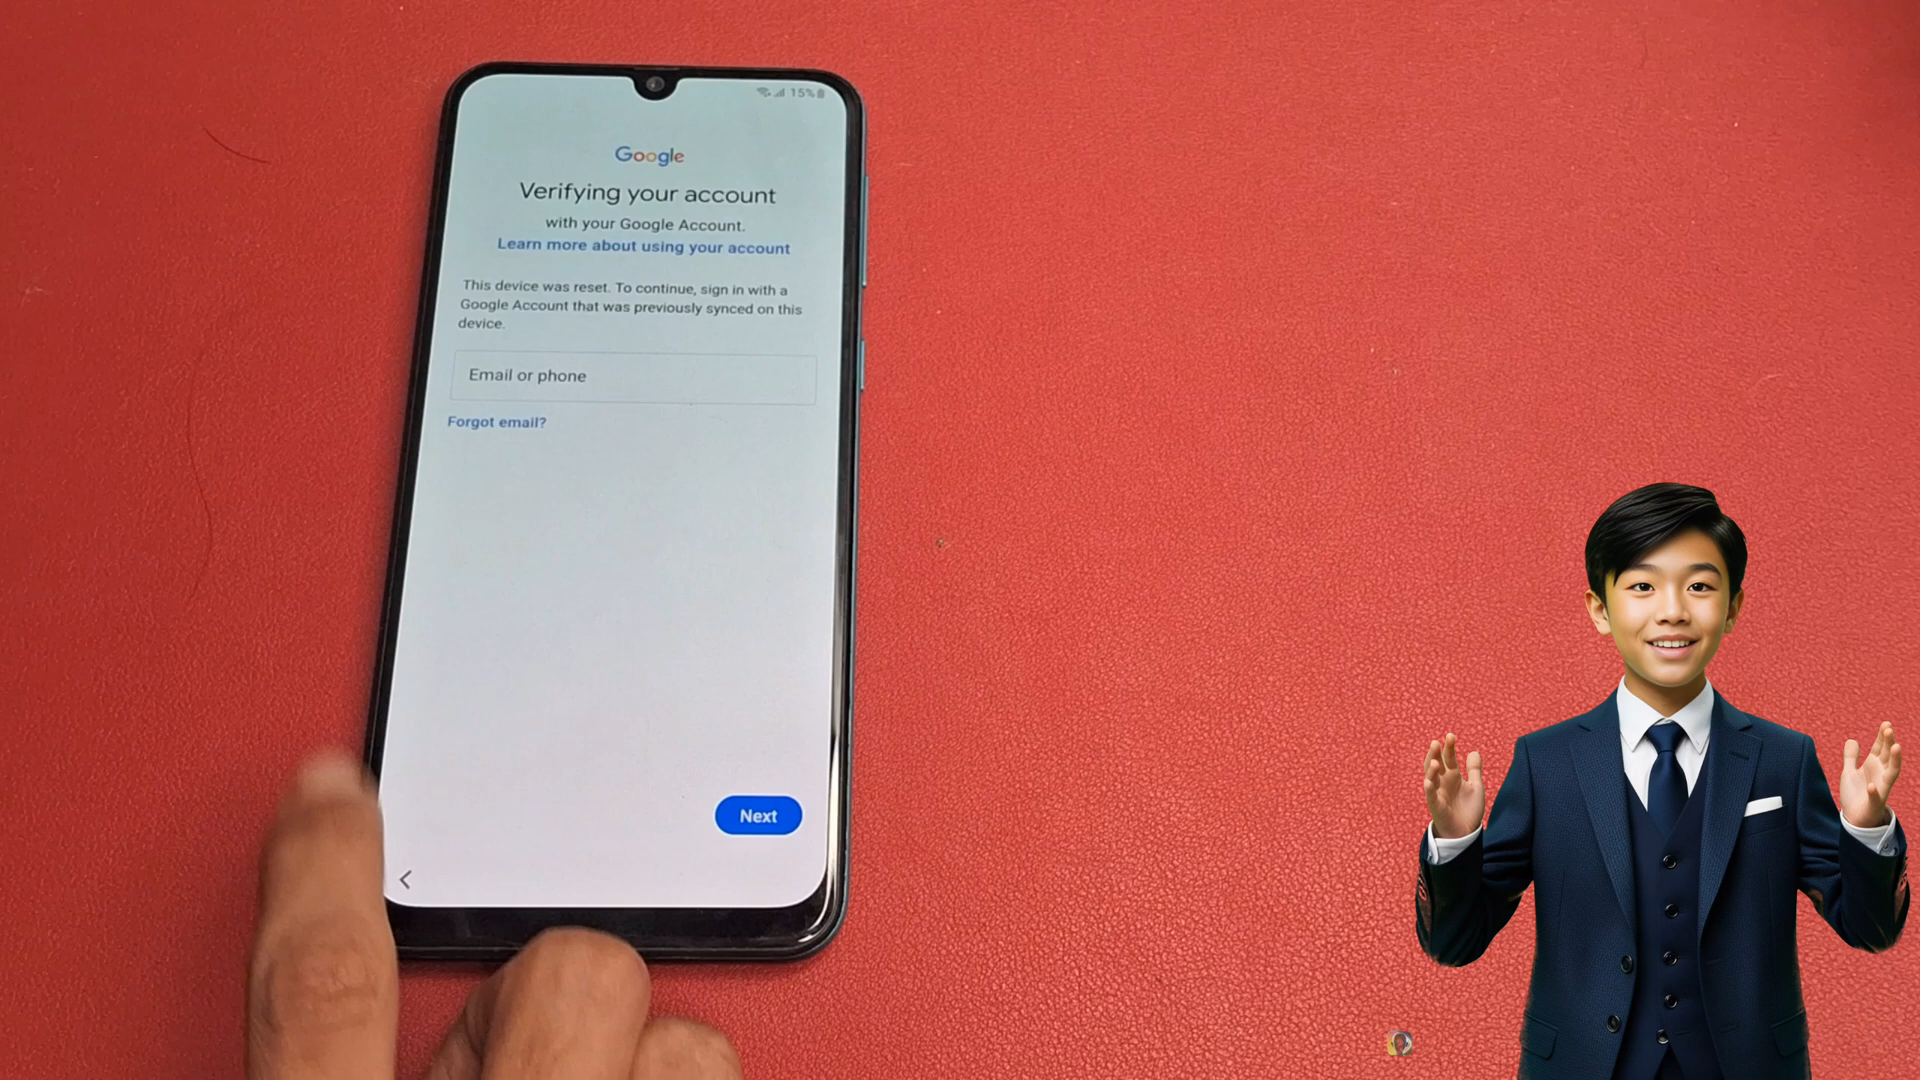 15%
Google
Verifying your account
with your Google Account.
Learn more about using your account
This device was reset. To continue, sign in with a
Google Account that was previously synced on this
device.
Email or phone
Forgot email?
Next